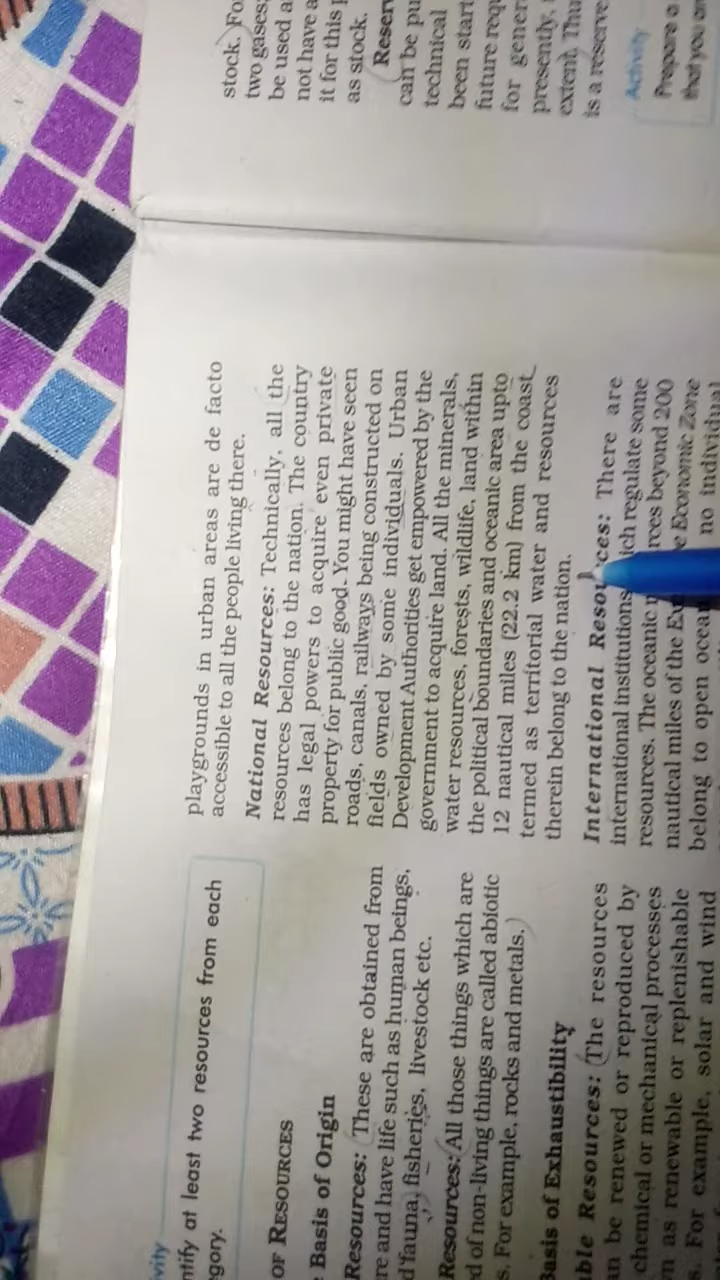 vity
ntify at least two resources from each
gory.
OF RESOURCES
Basis of Origin
Resources: These are obtained from
re and have life such as human beings,
d fauna, fisheries, livestock etc.
Resources: All those things which are
d of non-living things are called abiotic
s. For example, rocks and metals.
asis of Exhaustibility
ble Resources: The resources
n be renewed or reproduced by
chemical or mechanical processes
n as renewable or replenishable
s. For example, solar and wind
playgrounds in urban areas are de facto
accessible to all the people living there.
National Resources: Technically, all the
resources belong to the nation. The country
has legal powers to acquire even private
property for public good. You might have seen
roads, canals, railways being constructed on
fields owned by some individuals. Urban
Development Authorities get empowered by the
government to acquire land. All the minerals,
water resources, forests, wildlife, land within
the political boundaries and oceanic area upto
12 nautical miles (22.2 km) from the coast
termed as territorial water and resources
therein belong to the nation.
International Resources: There are
international institutions ich regulate some
resources. The oceanic rces beyond 200
nautical miles of the Economic Zone
belong to open ocean no individual
stock. Fo
two gases;
be used a
not have a
it for this p
as stock.
Reserv
can be pu
technical
been start
future req
for gener
presently,
extent. Thu
is a reserve
Activity
Prepare a
that you are